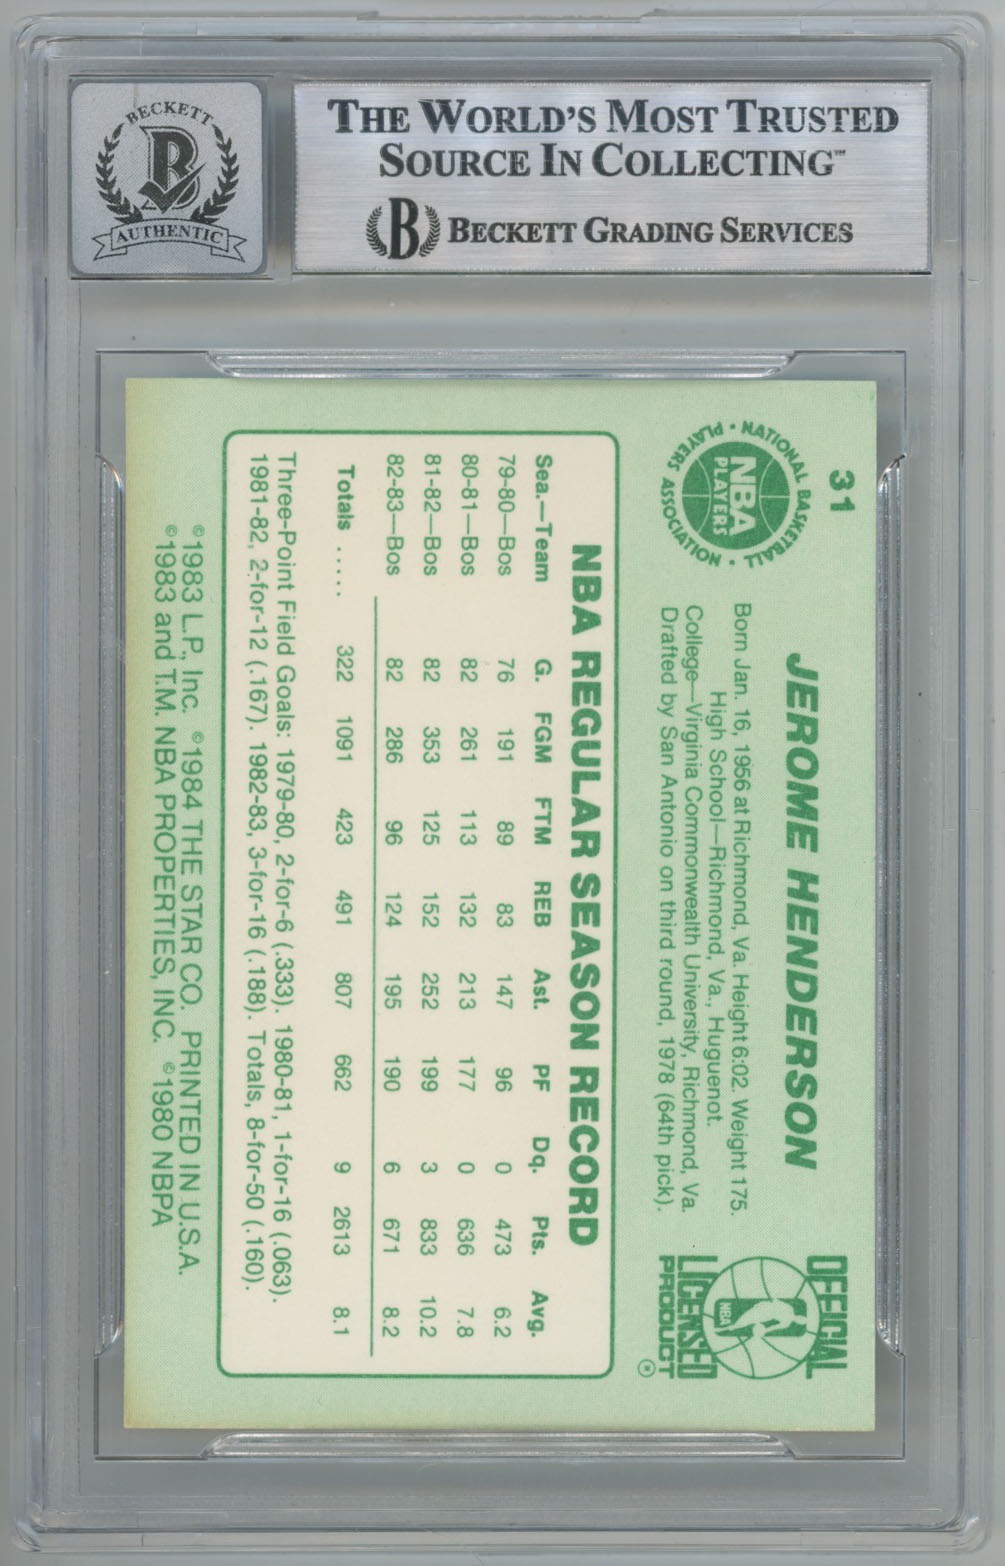 BECKETT
B
AUTHENTIC
THE WORLD'S MOST TRUSTED
SOURCE IN COLLECTING™
B BECKETT GRADING SERVICES
31
JEROME HENDERSON
NATIONAL BASKETBALL PLAYERS ASSOCIATION
NBA
PLAYERS
Born Jan. 16, 1956 at Richmond, Va. Height 6:02. Weight 175.
High School—Richmond, Va., Huguenot.
College—Virginia Commonwealth University, Richmond, Va.
Drafted by San Antonio on third round, 1978 (64th pick).
OFFICIAL
NBA
LICENSED
PRODUCT ®
NBA REGULAR SEASON RECORD
Sea.—Team G. FGM FTM REB Ast. PF Dq. Pts. Avg.
79-80—Bos 76 191 89 83 147 96 0 473 6.2
80-81—Bos 82 261 113 132 213 177 0 636 7.8
81-82—Bos 82 353 125 152 252 199 3 833 10.2
82-83—Bos 82 286 96 124 195 190 6 671 8.2
Totals ..... 322 1091 423 491 807 662 9 2613 8.1
Three-Point Field Goals: 1979-80, 2-for-6 (.333). 1980-81, 1-for-16 (.063).
1981-82, 2-for-12 (.167). 1982-83, 3-for-16 (.188). Totals, 8-for-50 (.160).
©1983 L.P., Inc. ©1984 THE STAR CO. PRINTED IN U.S.A.
©1983 and T.M. NBA PROPERTIES, INC. ©1980 NBPA